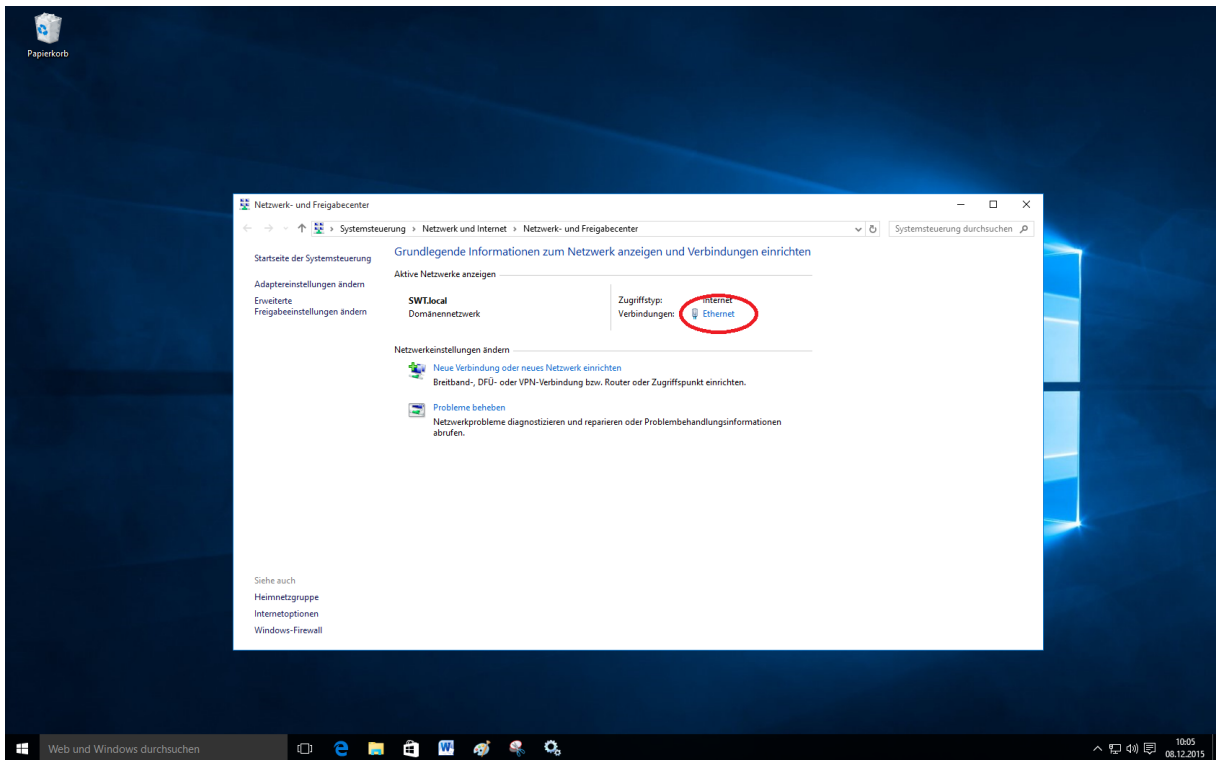 Papierkorb
Netzwerk- und Freigabecenter
Systemsteuerung › Netzwerk und Internet › Netzwerk- und Freigabecenter
Systemsteuerung durchsuchen
Startseite der Systemsteuerung
Adaptereinstellungen ändern
Erweiterte
Freigabeeinstellungen ändern
Grundlegende Informationen zum Netzwerk anzeigen und Verbindungen einrichten
Aktive Netzwerke anzeigen
SWT.local
Domänennetzwerk
Zugriffstyp: Internet
Verbindungen: Ethernet
Netzwerkeinstellungen ändern
Neue Verbindung oder neues Netzwerk einrichten
Breitband-, DFÜ- oder VPN-Verbindung bzw. Router oder Zugriffspunkt einrichten.
Probleme beheben
Netzwerkprobleme diagnostizieren und reparieren oder Problembehandlungsinformationen
abrufen.
Siehe auch
Heimnetzgruppe
Internetoptionen
Windows-Firewall
Web und Windows durchsuchen
10:05
08.12.2015